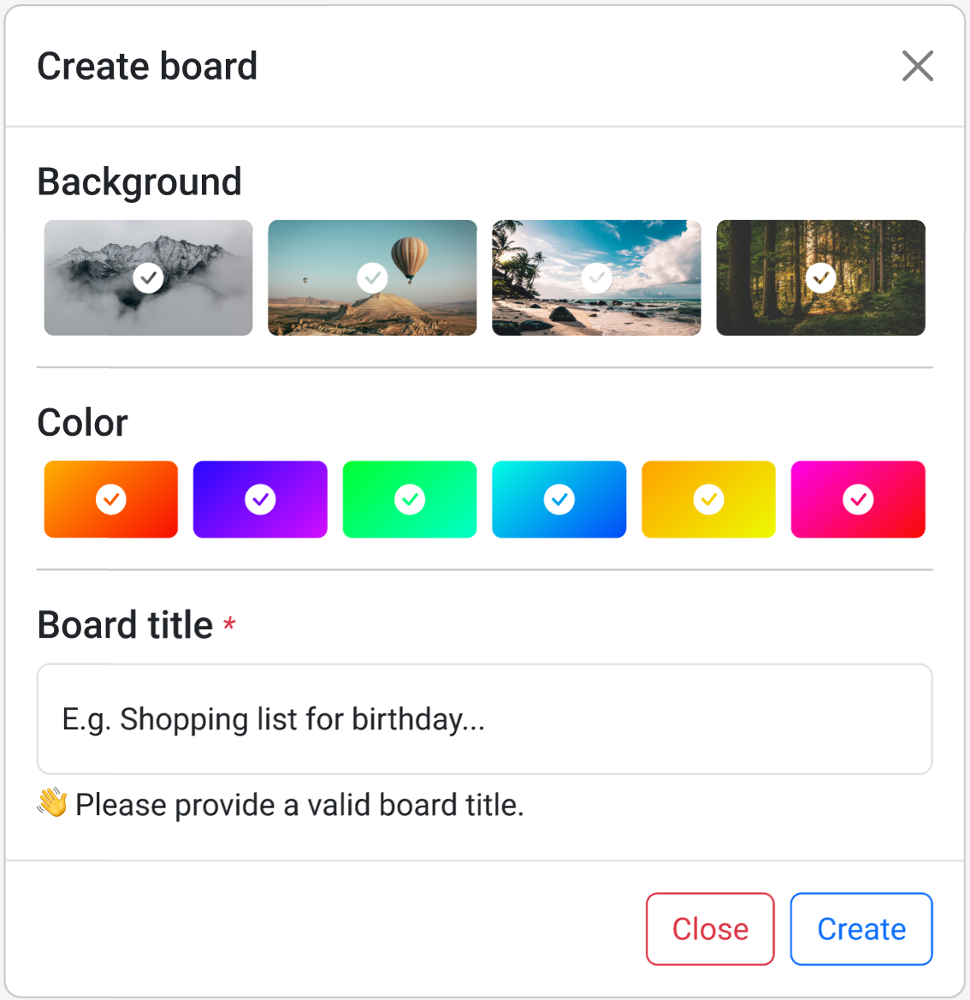 Create board
Background
Color
Board title *
E.g. Shopping list for birthday...
👋 Please provide a valid board title.
Close
Create